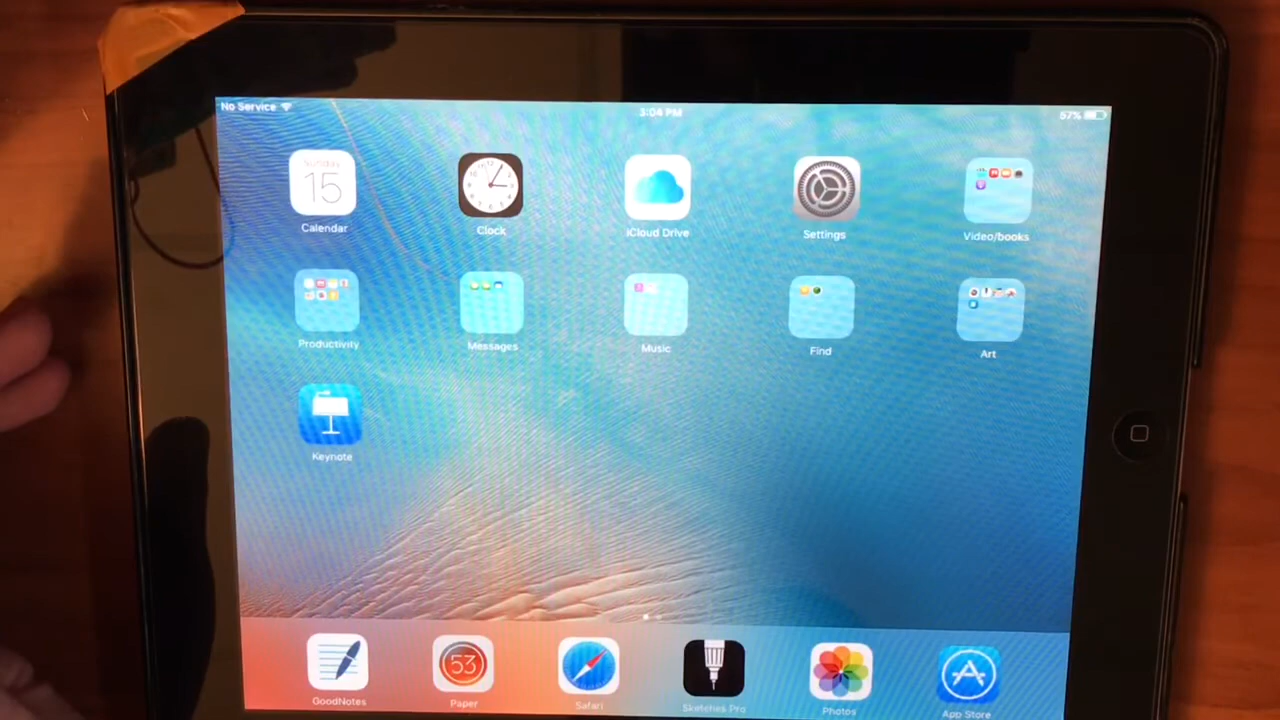 No Service 3:04 PM 57%
Sunday
15
Calendar Clock iCloud Drive Settings Video/books
Productivity Messages Music Find Art
Keynote
53
GoodNotes Paper Safari Sketches Pro Photos App Store